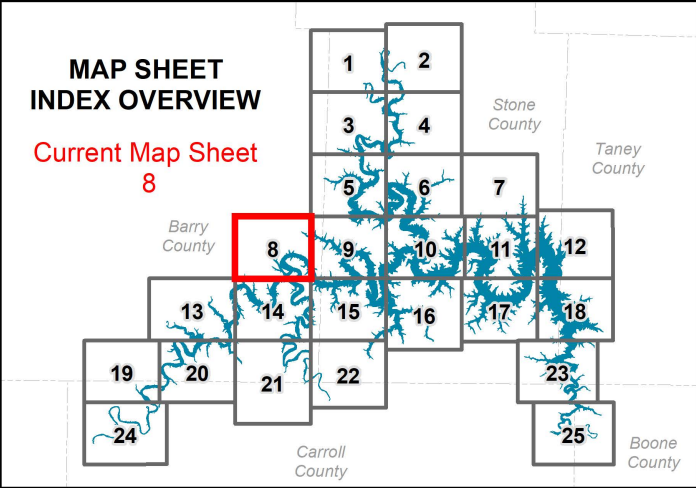 MAP SHEET
INDEX OVERVIEW
Current Map Sheet
8
1
2
Stone
County
3
4
Taney
County
5
6
7
Barry
County
8
9
10
11
12
13
14
15
16
17
18
19
20
21
22
23
24
25
Carroll
County
Boone
County